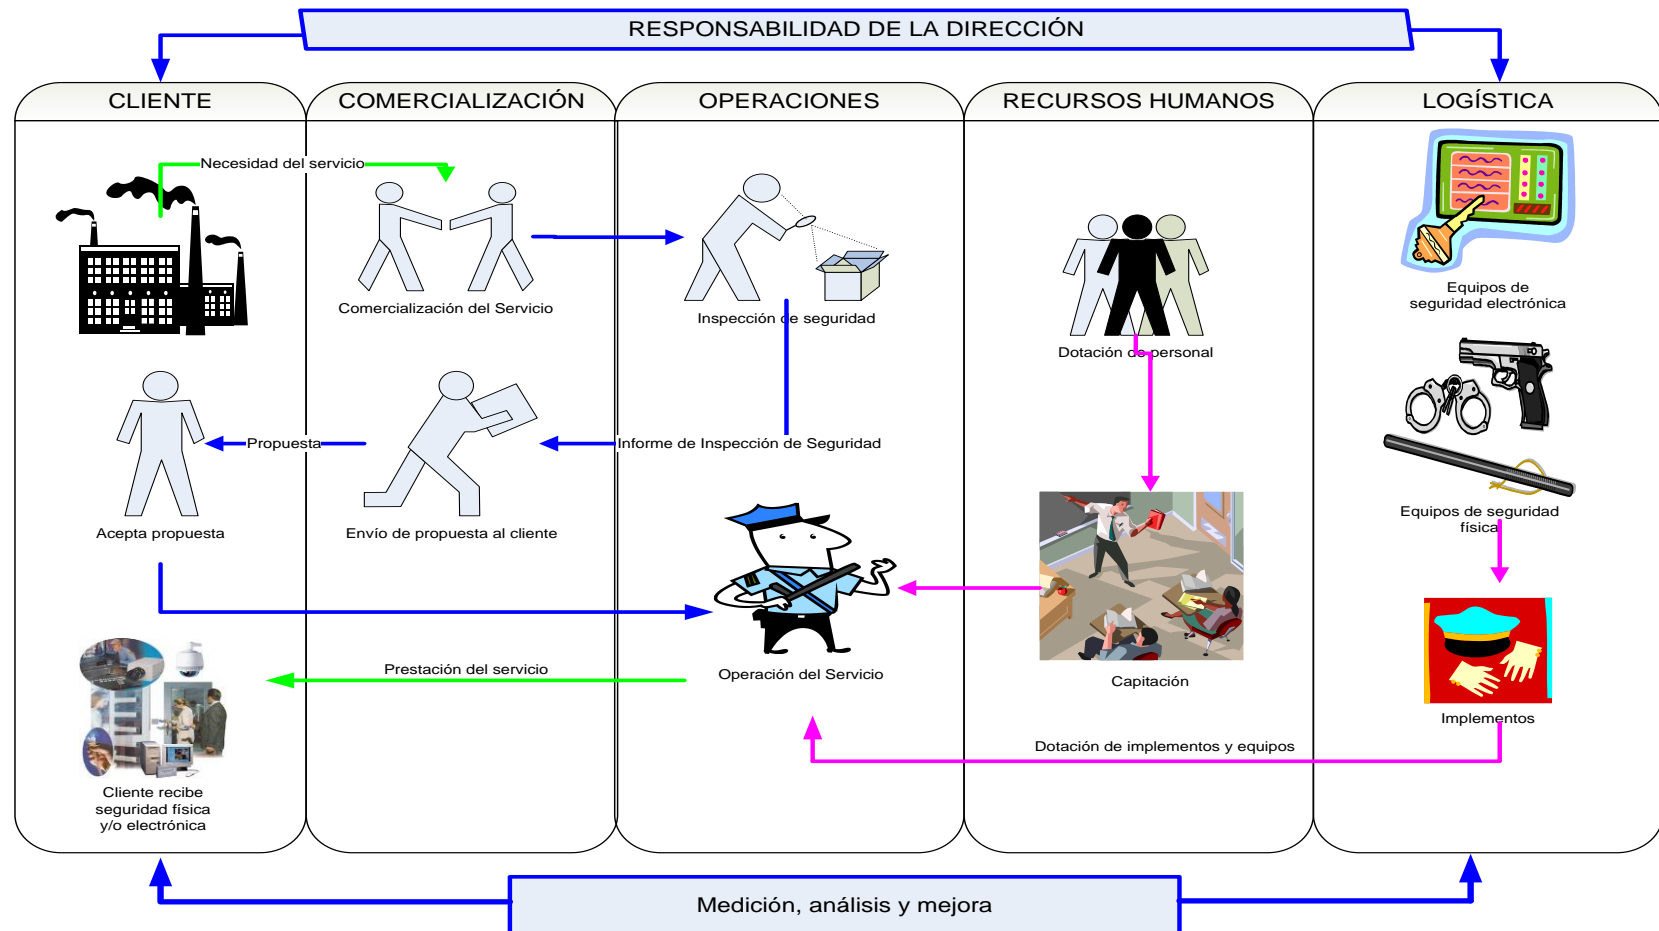 RESPONSABILIDAD DE LA DIRECCIÓN
CLIENTE
COMERCIALIZACIÓN
OPERACIONES
RECURSOS HUMANOS
LOGÍSTICA
Necesidad del servicio
Comercialización del Servicio
Inspección de seguridad
Dotación de personal
Equipos de
seguridad electrónica
Propuesta
Informe de Inspección de Seguridad
Acepta propuesta
Envío de propuesta al cliente
Equipos de seguridad
física
Prestación del servicio
Operación del Servicio
Capitación
Implementos
Dotación de implementos y equipos
Cliente recibe
seguridad física
y/o electrónica
Medición, análisis y mejora